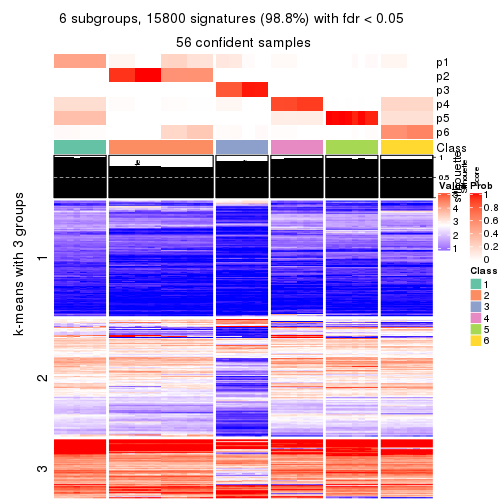 6 subgroups, 15800 signatures (98.8%) with fdr < 0.05
56 confident samples
p1
p2
p3
p4
p5
p6
Class
1
0.5
Silhouette
score
k-means with 3 groups
1
2
3
Value
4
3
2
1
Prob
1
0.8
0.6
0.4
0.2
0
Class
1
2
3
4
5
6